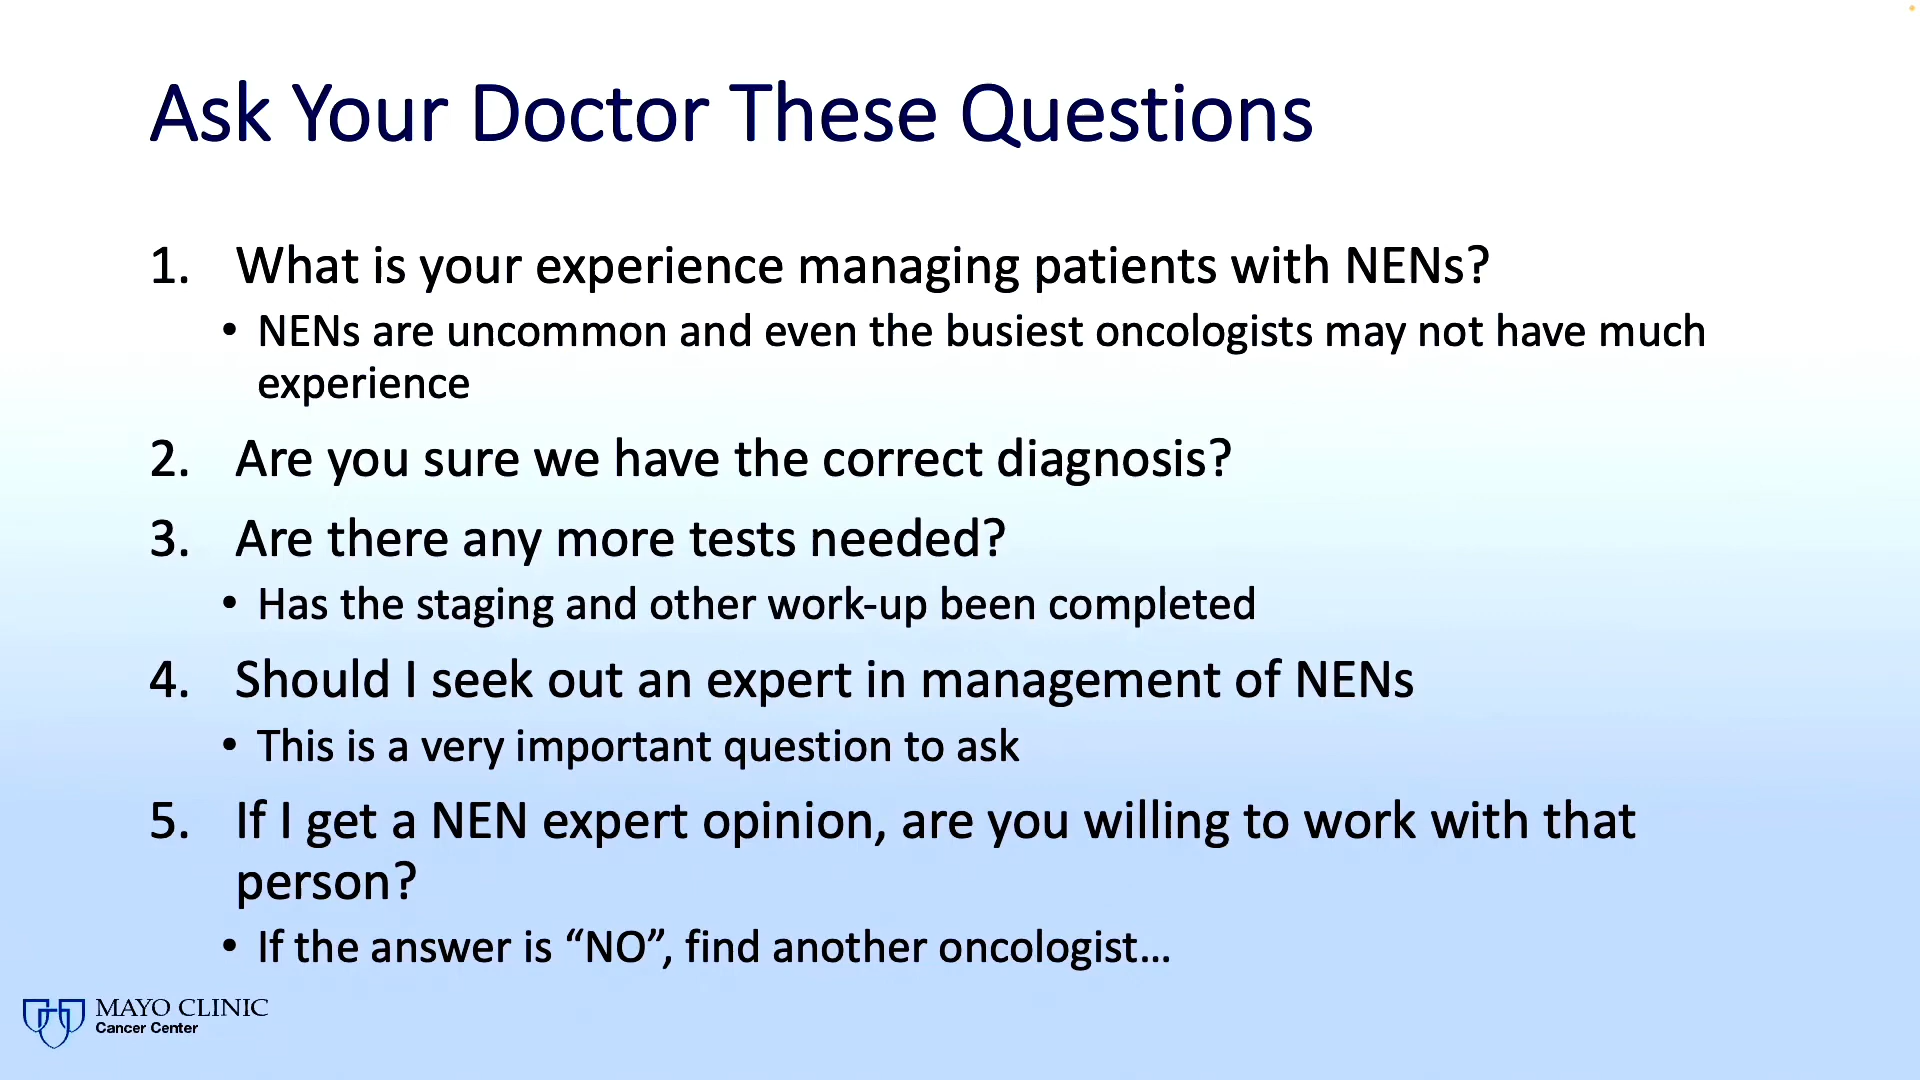 Ask Your Doctor These Questions
1. What is your experience managing patients with NENs?
• NENs are uncommon and even the busiest oncologists may not have much
experience
2. Are you sure we have the correct diagnosis?
3. Are there any more tests needed?
• Has the staging and other work-up been completed
4. Should I seek out an expert in management of NENs
• This is a very important question to ask
5. If I get a NEN expert opinion, are you willing to work with that
person?
• If the answer is “NO”, find another oncologist...
MAYO CLINIC
Cancer Center